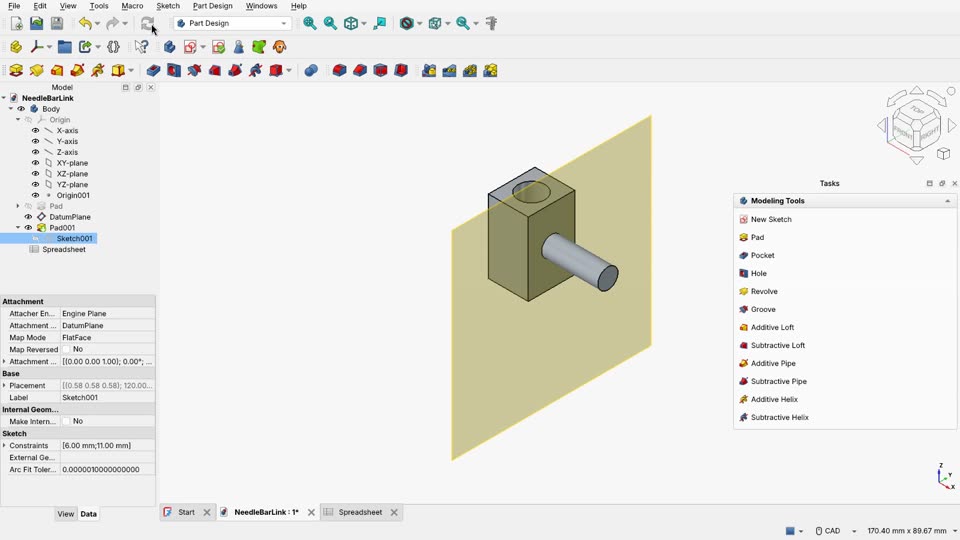 File Edit View Tools Macro Sketch Part Design Windows Help
Part Design
Model
NeedleBarLink
Body
Origin
X-axis
Y-axis
Z-axis
XY-plane
XZ-plane
YZ-plane
Origin001
Pad
DatumPlane
Pad001
Sketch001
Spreadsheet
Attachment
Attacher En... Engine Plane
Attachment ... DatumPlane
Map Mode FlatFace
Map Reversed No
Attachment ... [(0.00 0.00 1.00); 0.00°; ...
Base
Placement [(0.58 0.58 0.58); 120.00...
Label Sketch001
Internal Geom...
Make Intern... No
Sketch
Constraints [6.00 mm;11.00 mm]
External Ge...
Arc Fit Toler... 0.0000010000000000
View Data
FRONT RIGHT
Tasks
Modeling Tools
New Sketch
Pad
Pocket
Hole
Revolve
Groove
Additive Loft
Subtractive Loft
Additive Pipe
Subtractive Pipe
Additive Helix
Subtractive Helix
Z
Y
X
Start NeedleBarLink : 1* Spreadsheet
CAD 170.40 mm x 89.67 mm